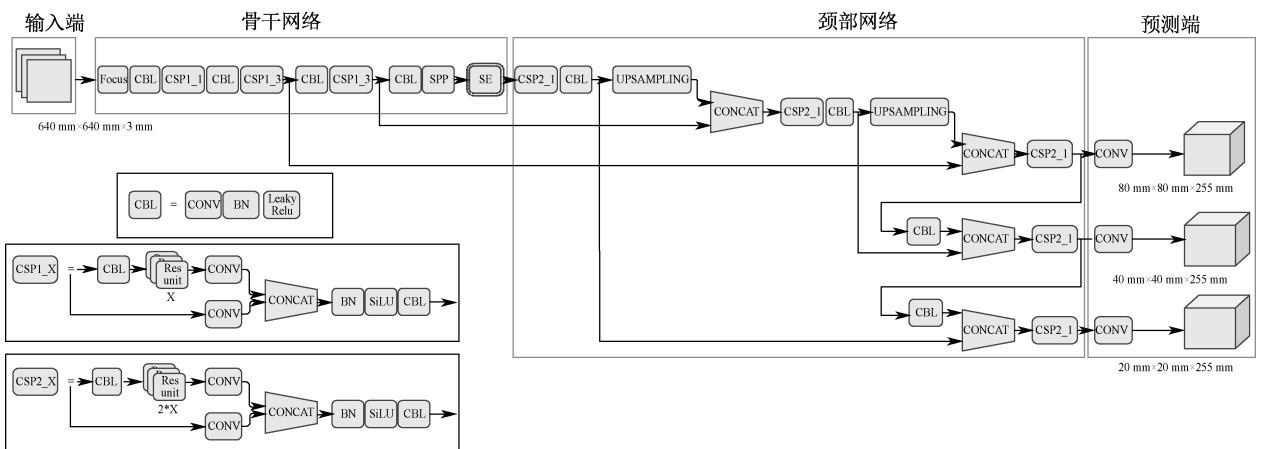 输入端
骨干网络
颈部网络
预测端
Focus CBL CSP1_1 CBL CSP1_3 CBL CSP1_3 CBL SPP SE CSP2_1 CBL UPSAMPLING
CONCAT CSP2_1 CBL UPSAMPLING
640 mm×640 mm×3 mm
CONCAT CSP2_1 CONV
80 mm×80 mm×255 mm
CBL = CONV BN Leaky Relu
CBL CONCAT CSP2_1 CONV
40 mm×40 mm×255 mm
CSP1_X = CBL Res unit CONV
X
CONCAT BN SiLU CBL
CONV
CBL CONCAT CSP2_1 CONV
20 mm×20 mm×255 mm
CSP2_X = CBL Res unit CONV
2*X
CONCAT BN SiLU CBL
CONV